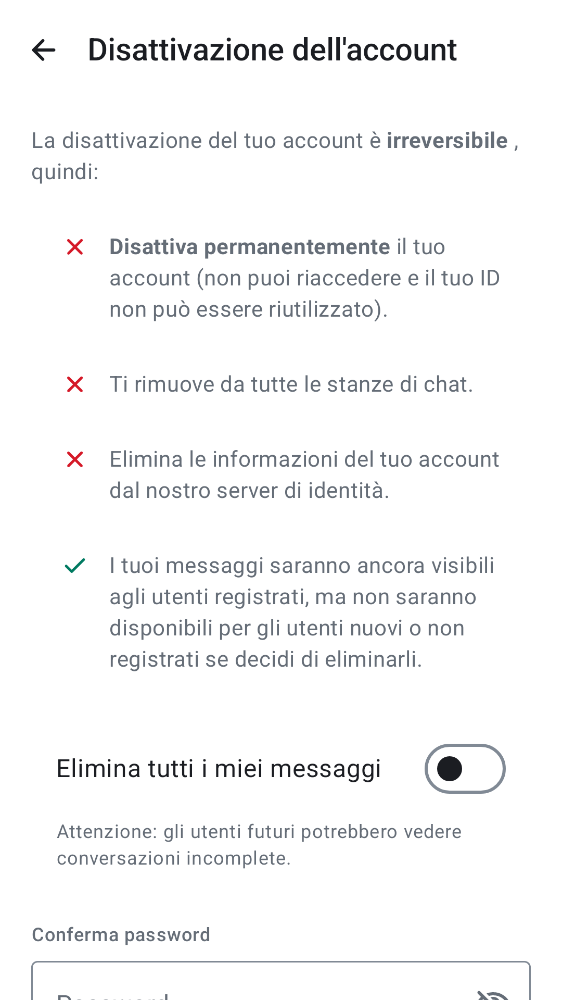 Disattivazione dell'account
La disattivazione del tuo account è irreversibile ,
quindi:
Disattiva permanentemente il tuo
account (non puoi riaccedere e il tuo ID
non può essere riutilizzato).
Ti rimuove da tutte le stanze di chat.
Elimina le informazioni del tuo account
dal nostro server di identità.
I tuoi messaggi saranno ancora visibili
agli utenti registrati, ma non saranno
disponibili per gli utenti nuovi o non
registrati se decidi di eliminarli.
Elimina tutti i miei messaggi
Attenzione: gli utenti futuri potrebbero vedere
conversazioni incomplete.
Conferma password
Password